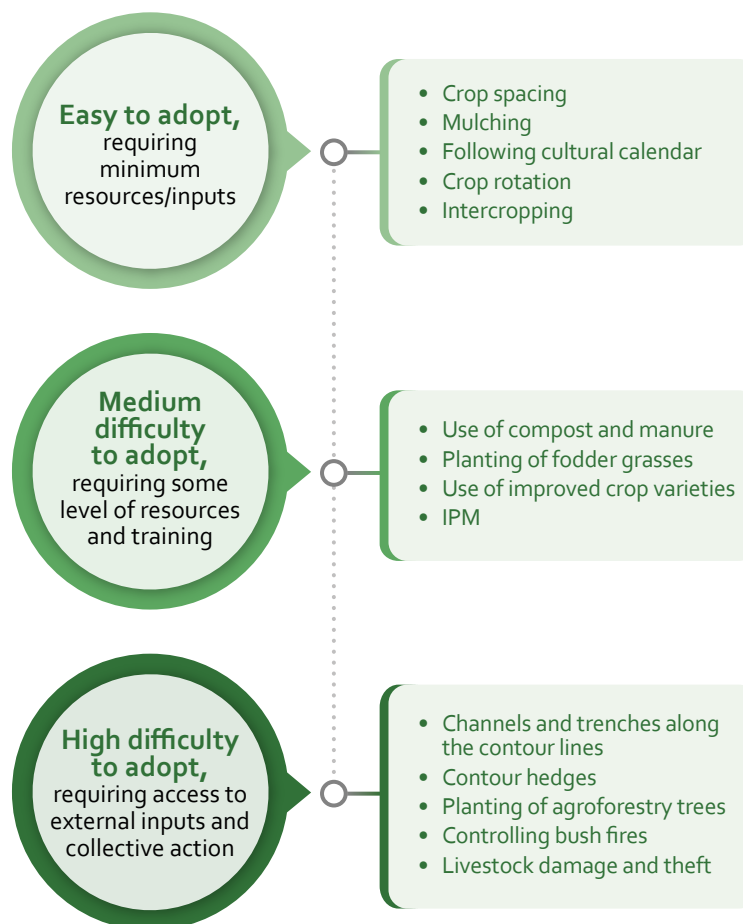 Easy to adopt,
requiring
minimum
resources/inputs
• Crop spacing
• Mulching
• Following cultural calendar
• Crop rotation
• Intercropping
Medium
difficulty
to adopt,
requiring some
level of resources
and training
• Use of compost and manure
• Planting of fodder grasses
• Use of improved crop varieties
• IPM
High difficulty
to adopt,
requiring access to
external inputs and
collective action
• Channels and trenches along
the contour lines
• Contour hedges
• Planting of agroforestry trees
• Controlling bush fires
• Livestock damage and theft